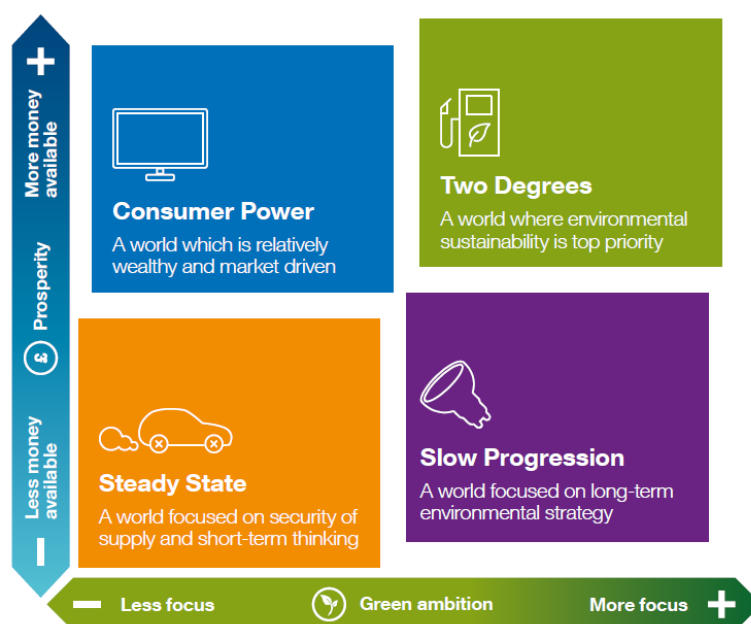 More money
available
Prosperity
£
Less money
available
Consumer Power
A world which is relatively
wealthy and market driven
Two Degrees
A world where environmental
sustainability is top priority
Steady State
A world focused on security of
supply and short-term thinking
Slow Progression
A world focused on long-term
environmental strategy
Less focus
Green ambition
More focus